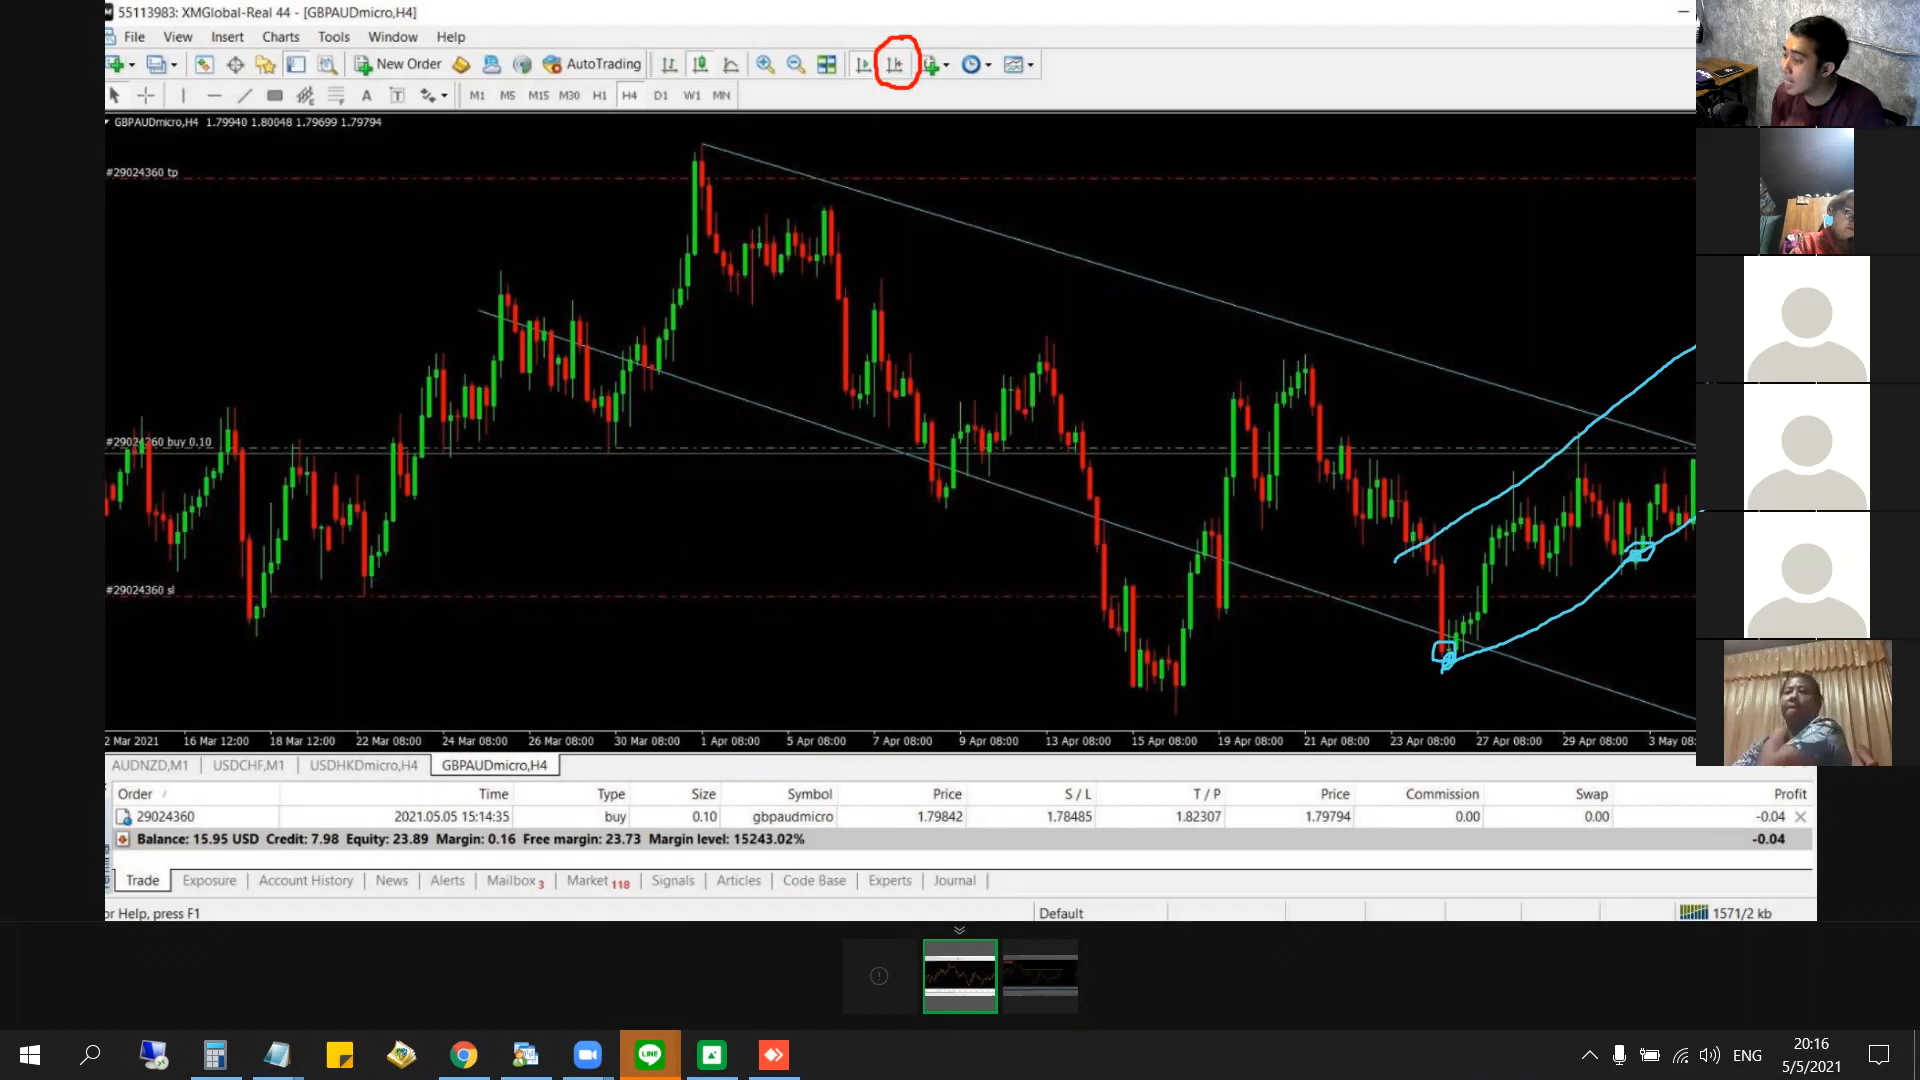 55113983: XMGlobal-Real 44 - [GBPAUDmicro,H4]
File View Insert Charts Tools Window Help
New Order AutoTrading
A T M1 M5 M15 M30 H1 H4 D1 W1 MN
GBPAUDmicro,H4 1.79940 1.80048 1.79699 1.79794
#29024360 tp
#29024360 buy 0.10
#29024360 sl
2 Mar 2021 16 Mar 12:00 18 Mar 12:00 22 Mar 08:00 24 Mar 08:00 26 Mar 08:00 30 Mar 08:00 1 Apr 08:00 5 Apr 08:00 7 Apr 08:00 9 Apr 08:00 13 Apr 08:00 15 Apr 08:00 19 Apr 08:00 21 Apr 08:00 23 Apr 08:00 27 Apr 08:00 29 Apr 08:00 3 May 08:
AUDNZD,M1 USDCHF,M1 USDHKDmicro,H4 GBPAUDmicro,H4
Order / Time Type Size Symbol Price S / L T / P Price Commission Swap Profit
29024360 2021.05.05 15:14:35 buy 0.10 gbpaudmicro 1.79842 1.78485 1.82307 1.79794 0.00 0.00 -0.04
Balance: 15.95 USD Credit: 7.98 Equity: 23.89 Margin: 0.16 Free margin: 23.73 Margin level: 15243.02% -0.04
Trade Exposure Account History News Alerts Mailbox 3 Market 118 Signals Articles Code Base Experts Journal
or Help, press F1 Default 1571/2 kb
LINE
ENG
20:16
5/5/2021